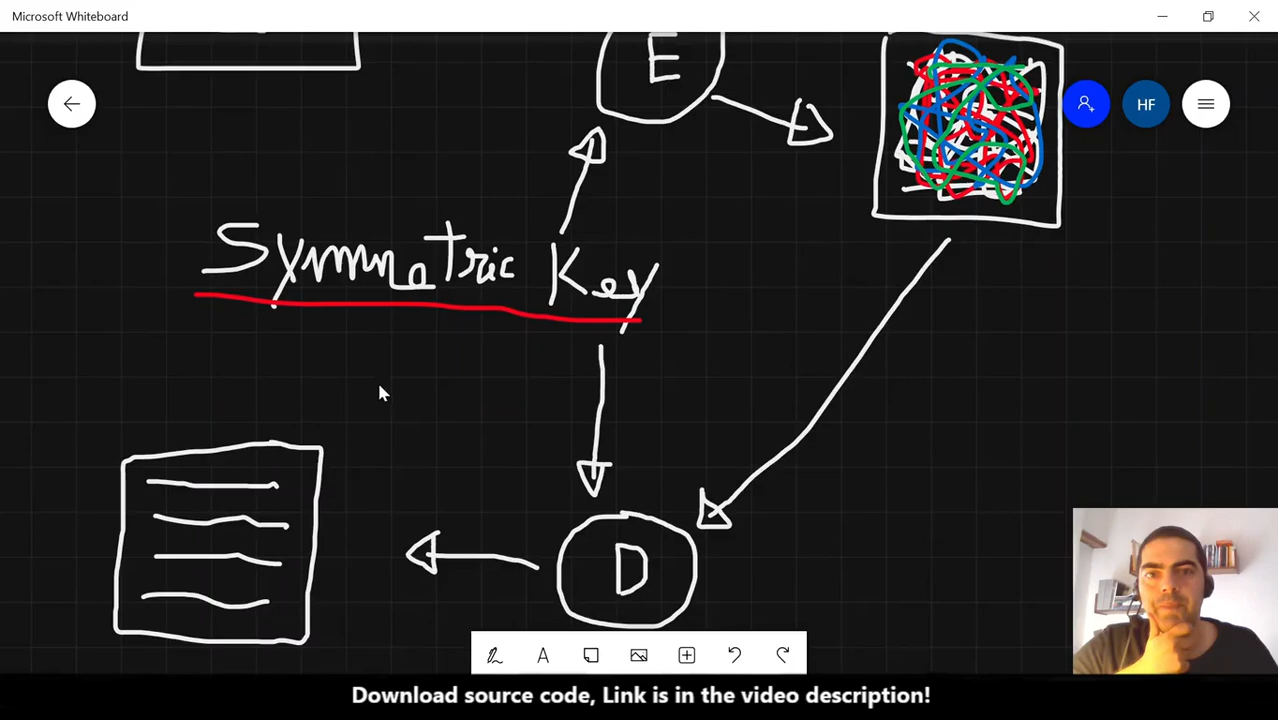 Microsoft Whiteboard
E
HF
Symmetric Key
D
A
Download source code, Link is in the video description!